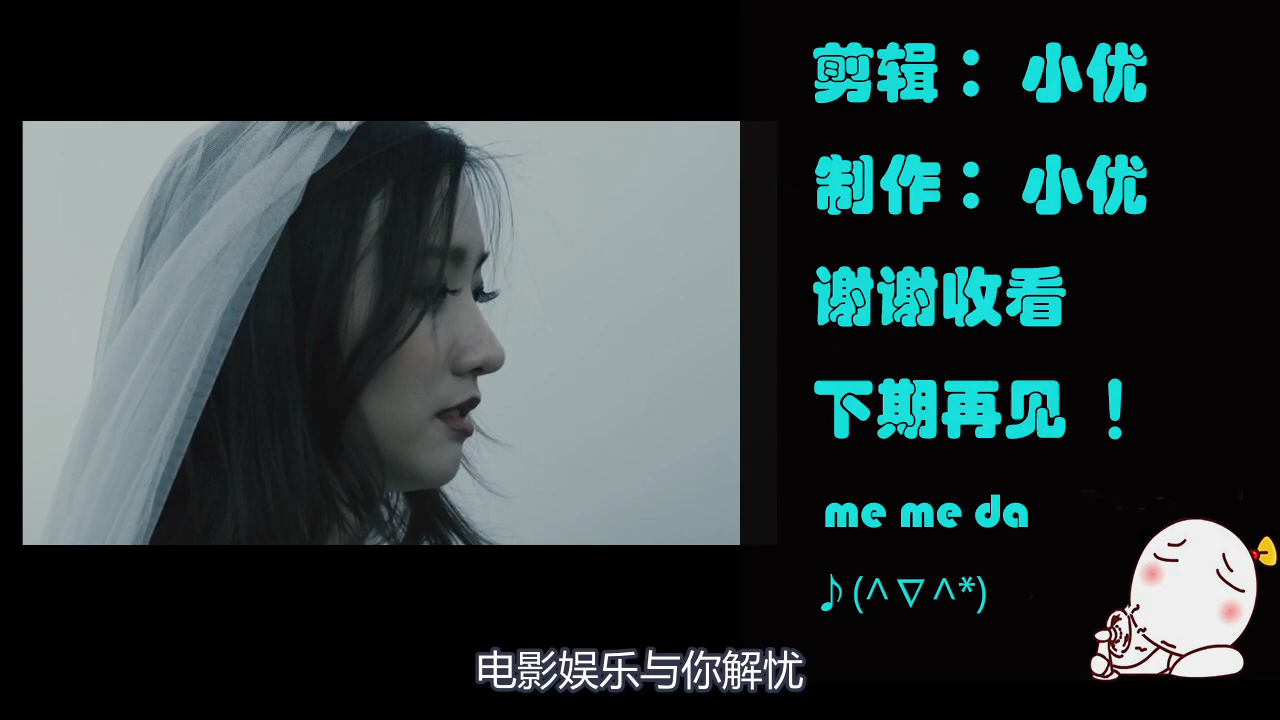 剪辑： 小优
制作： 小优
谢谢收看
下期再见 ！
me me da
♪(^∇^*)
电影娱乐与你解忧